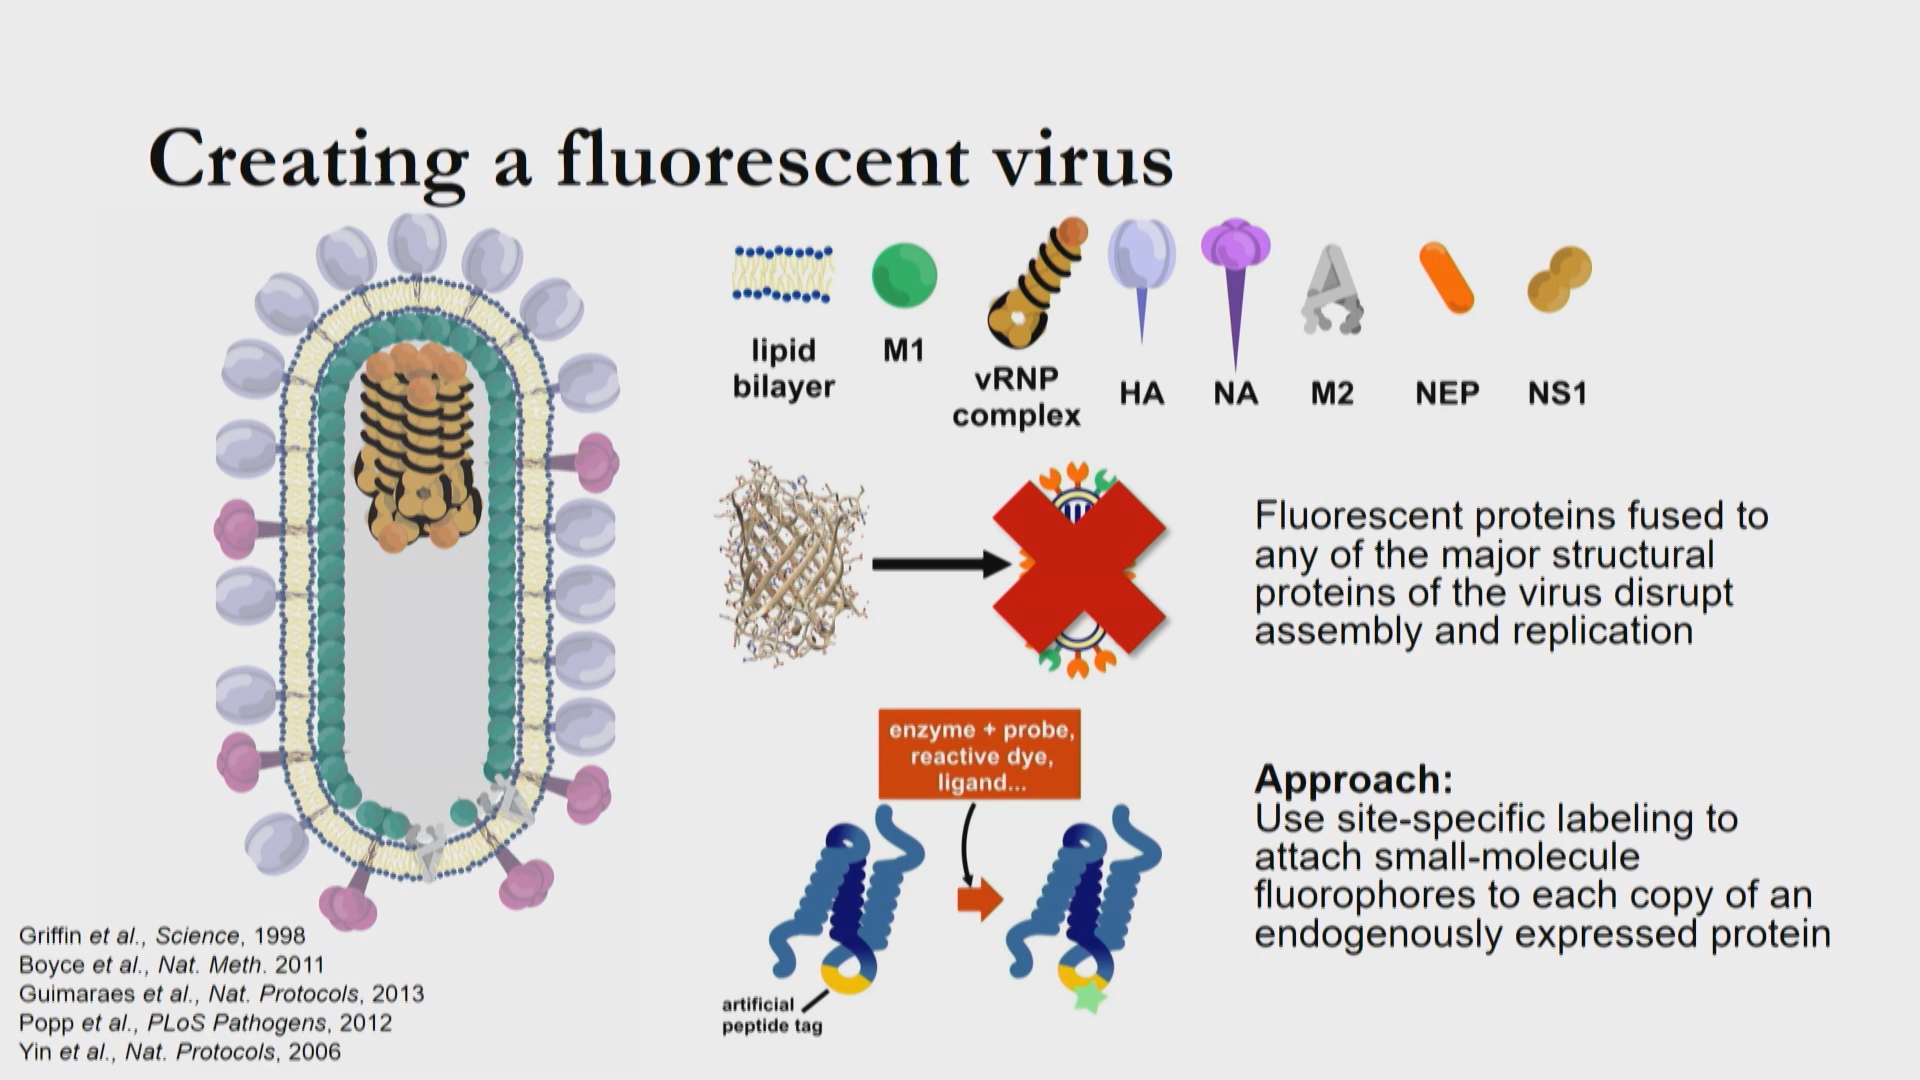 Creating a fluorescent virus
lipid
bilayer
M1
vRNP
complex
HA
NA
M2
NEP
NS1
Fluorescent proteins fused to
any of the major structural
proteins of the virus disrupt
assembly and replication
enzyme + probe,
reactive dye,
ligand...
artificial
peptide tag
Approach:
Use site-specific labeling to
attach small-molecule
fluorophores to each copy of an
endogenously expressed protein
Griffin et al., Science, 1998
Boyce et al., Nat. Meth. 2011
Guimaraes et al., Nat. Protocols, 2013
Popp et al., PLoS Pathogens, 2012
Yin et al., Nat. Protocols, 2006